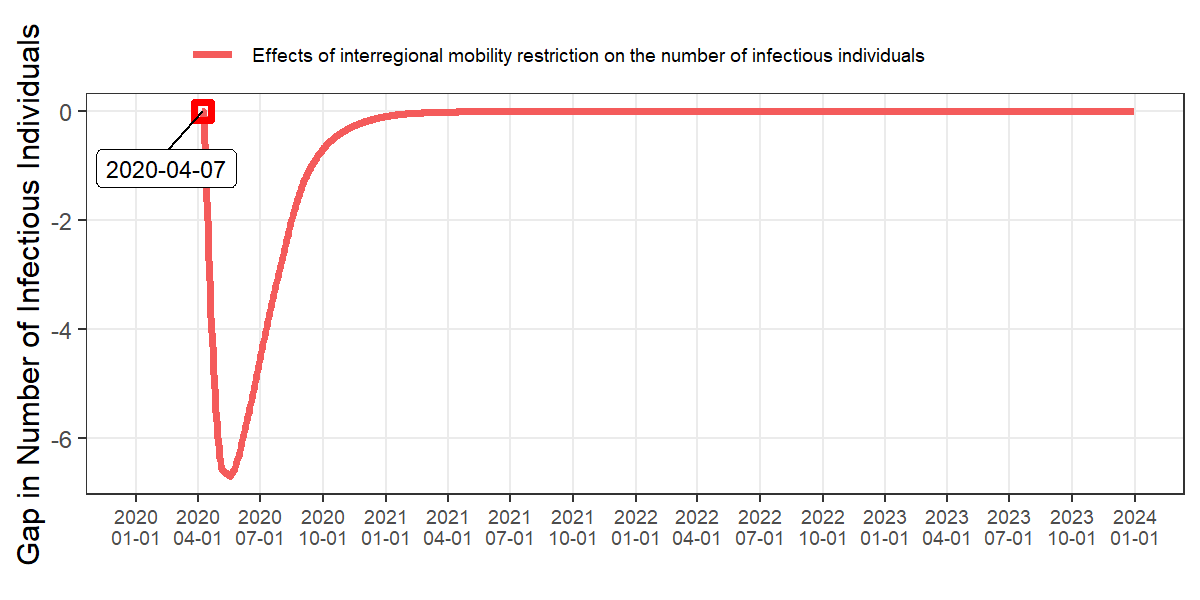 Effects of interregional mobility restriction on the number of infectious individuals
Gap in Number of Infectious Individuals
0
-2
-4
-6
2020-04-07
2020 2020 2020 2020 2021 2021 2021 2021 2022 2022 2022 2022 2023 2023 2023 2023 2024
01-01 04-01 07-01 10-01 01-01 04-01 07-01 10-01 01-01 04-01 07-01 10-01 01-01 04-01 07-01 10-01 01-01